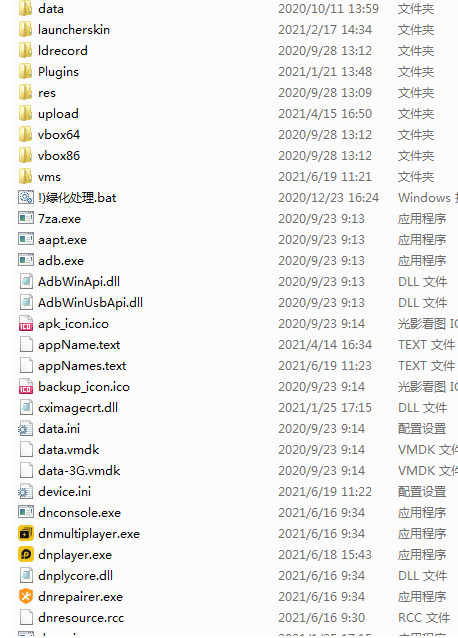 data 2020/10/11 13:59 文件夹
launcherskin 2021/2/17 14:34 文件夹
ldrecord 2020/9/28 13:12 文件夹
Plugins 2021/1/21 13:48 文件夹
res 2020/9/28 13:09 文件夹
upload 2021/4/15 16:50 文件夹
vbox64 2020/9/28 13:12 文件夹
vbox86 2020/9/28 13:12 文件夹
vms 2021/6/19 11:21 文件夹
!)绿化处理.bat 2020/12/23 16:24 Windows
7za.exe 2020/9/23 9:13 应用程序
aapt.exe 2020/9/23 9:13 应用程序
adb.exe 2020/9/23 9:13 应用程序
AdbWinApi.dll 2020/9/23 9:13 DLL 文件
AdbWinUsbApi.dll 2020/9/23 9:13 DLL 文件
apk_icon.ico 2020/9/23 9:14 光影看图 IC
appName.text 2021/4/14 16:34 TEXT 文件
appNames.text 2021/6/19 11:23 TEXT 文件
backup_icon.ico 2020/9/23 9:14 光影看图 IC
cximagecrt.dll 2021/1/25 17:15 DLL 文件
data.ini 2020/9/23 9:14 配置设置
data.vmdk 2020/9/23 9:14 VMDK 文件
data-3G.vmdk 2020/9/23 9:14 VMDK 文件
device.ini 2021/6/19 11:22 配置设置
dnconsole.exe 2021/6/16 9:34 应用程序
dnmultiplayer.exe 2021/6/16 9:34 应用程序
dnplayer.exe 2021/6/18 15:43 应用程序
dnplycore.dll 2021/6/16 9:34 DLL 文件
dnrepairer.exe 2021/6/16 9:34 应用程序
dnresource.rcc 2021/6/16 9:30 RCC 文件